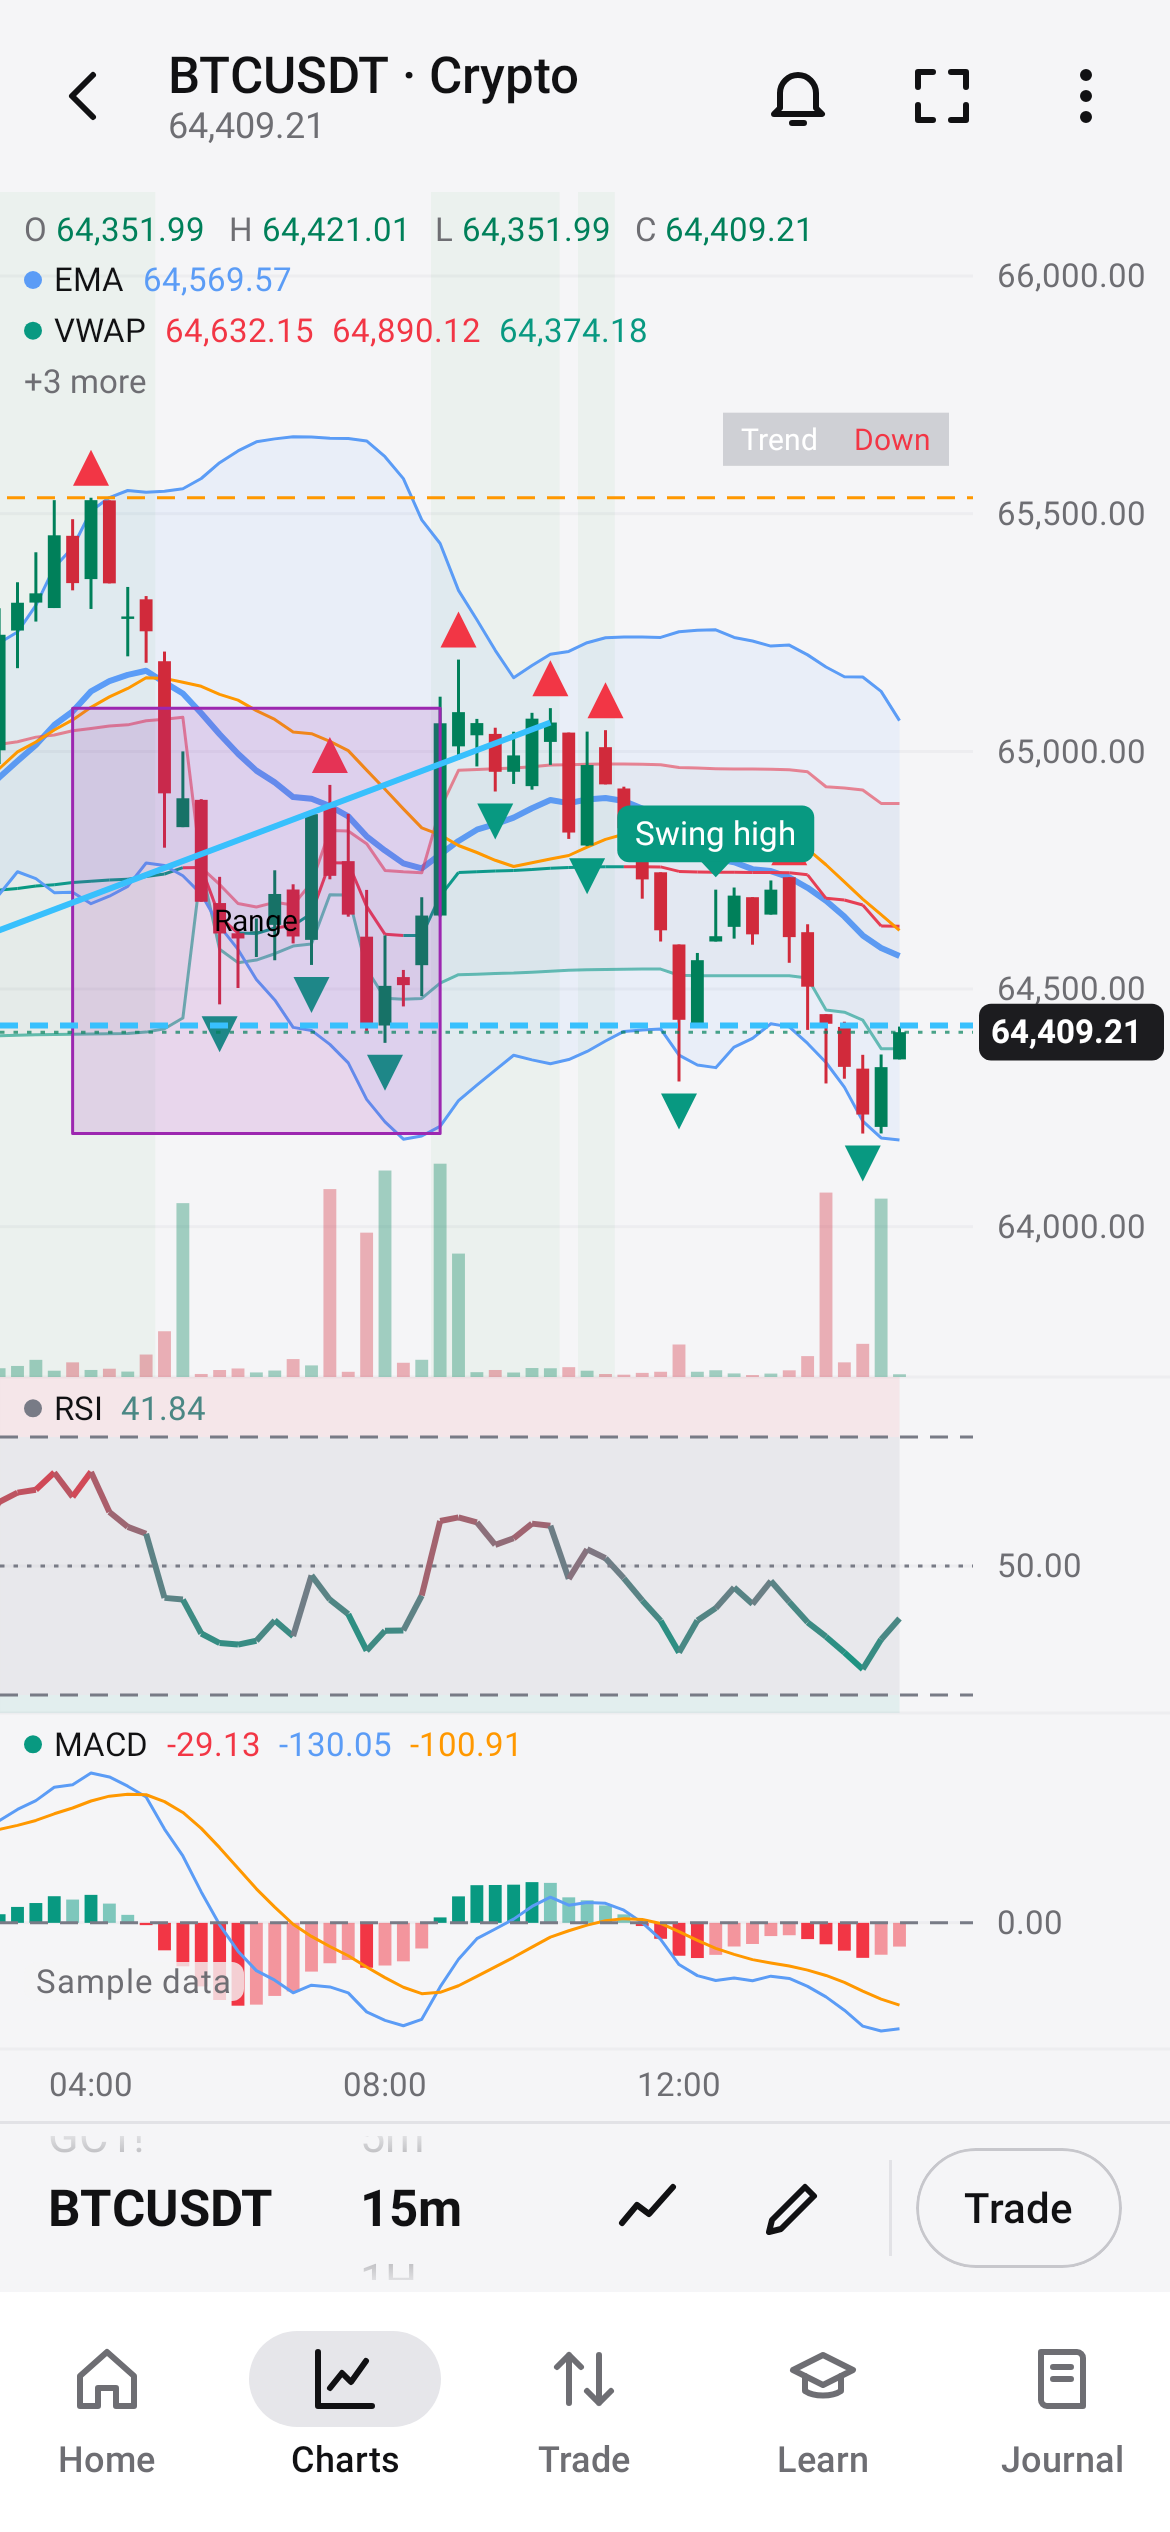 BTCUSDT · Crypto
64,409.21
O 64,351.99 H 64,421.01 L 64,351.99 C 64,409.21
EMA 64,569.57
VWAP 64,632.15 64,890.12 64,374.18
+3 more
66,000.00
Trend Down
65,500.00
65,000.00
Swing high
Range
64,500.00
64,409.21
64,000.00
RSI 41.84
50.00
MACD -29.13 -130.05 -100.91
0.00
Sample data
04:00 08:00 12:00
BTCUSDT 15m Trade
1H
Home Charts Trade Learn Journal